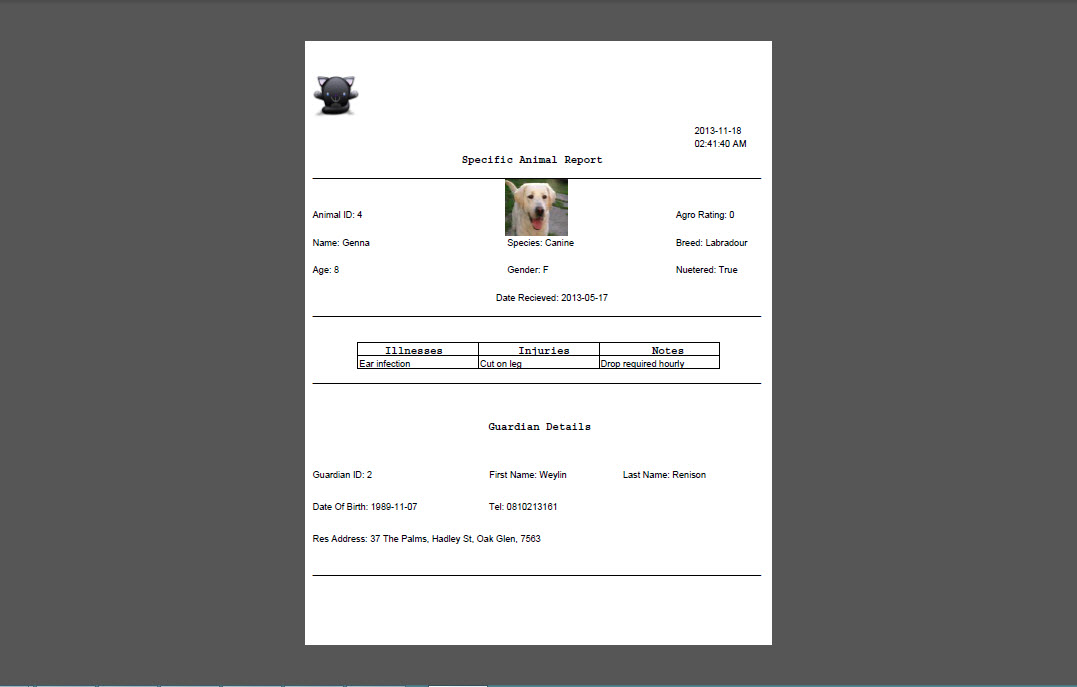 2013-11-18
02:41:40 AM
Specific Animal Report
Animal ID: 4 Agro Rating: 0
Name: Genna Species: Canine Breed: Labradour
Age: 8 Gender: F Nuetered: True
Date Recieved: 2013-05-17
Illnesses Injuries Notes
Ear infection Cut on leg Drop required hourly
Guardian Details
Guardian ID: 2 First Name: Weylin Last Name: Renison
Date Of Birth: 1989-11-07 Tel: 0810213161
Res Address: 37 The Palms, Hadley St, Oak Glen, 7563